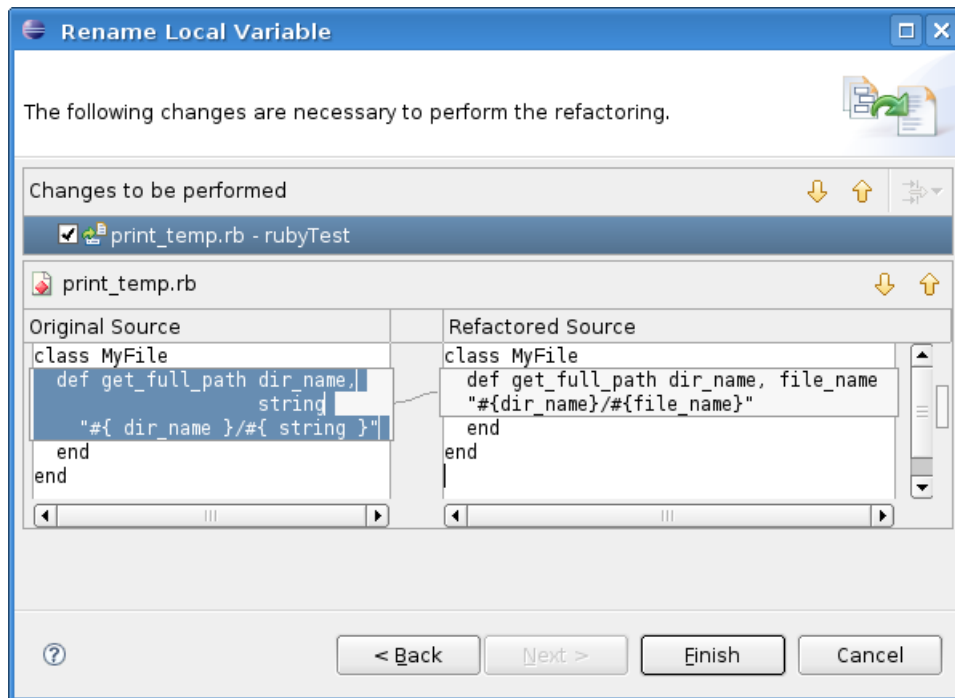 Rename Local Variable
The following changes are necessary to perform the refactoring.
Changes to be performed
print_temp.rb - rubyTest
print_temp.rb
Original Source
class MyFile
  def get_full_path dir_name,
                    string
    "#{ dir_name }/#{ string }"
  end
end
Refactored Source
class MyFile
  def get_full_path dir_name, file_name
  "#{dir_name}/#{file_name}"
  end
end
? < Back Next > Finish Cancel